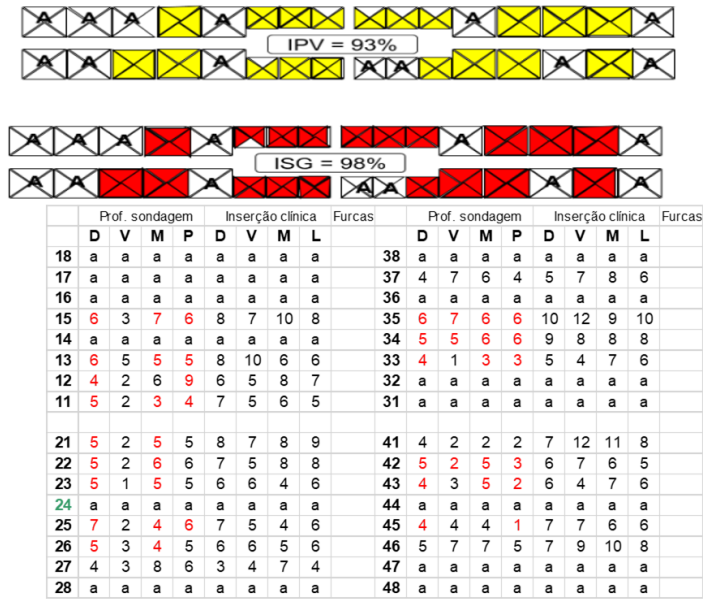 A A A A A A
IPV = 93%
A A A A A A A
A A A A A A
ISG = 98%
A A A A A A A
Prof. sondagem Inserção clínica Furcas Prof. sondagem Inserção clínica Furcas
D V M P D V M L D V M P D V M L
18 a a a a a a a a 38 a a a a a a a a
17 a a a a a a a a 37 4 7 6 4 5 7 8 6
16 a a a a a a a a 36 a a a a a a a a
15 6 3 7 6 8 7 10 8 35 6 7 6 6 10 12 9 10
14 a a a a a a a a 34 5 5 6 6 9 8 8 8
13 6 5 5 5 8 10 6 6 33 4 1 3 3 5 4 7 6
12 4 2 6 9 6 5 8 7 32 a a a a a a a a
11 5 2 3 4 7 5 6 5 31 a a a a a a a a
21 5 2 5 5 8 7 8 9 41 4 2 2 2 7 12 11 8
22 5 2 6 6 7 5 8 8 42 5 2 5 3 6 7 6 5
23 5 1 5 5 6 6 4 6 43 4 3 5 2 6 4 7 6
24 a a a a a a a a 44 a a a a a a a a
25 7 2 4 6 7 5 4 6 45 4 4 4 1 7 7 6 6
26 5 3 4 5 6 6 5 6 46 5 7 7 5 7 9 10 8
27 4 3 8 6 3 4 7 4 47 a a a a a a a a
28 a a a a a a a a 48 a a a a a a a a